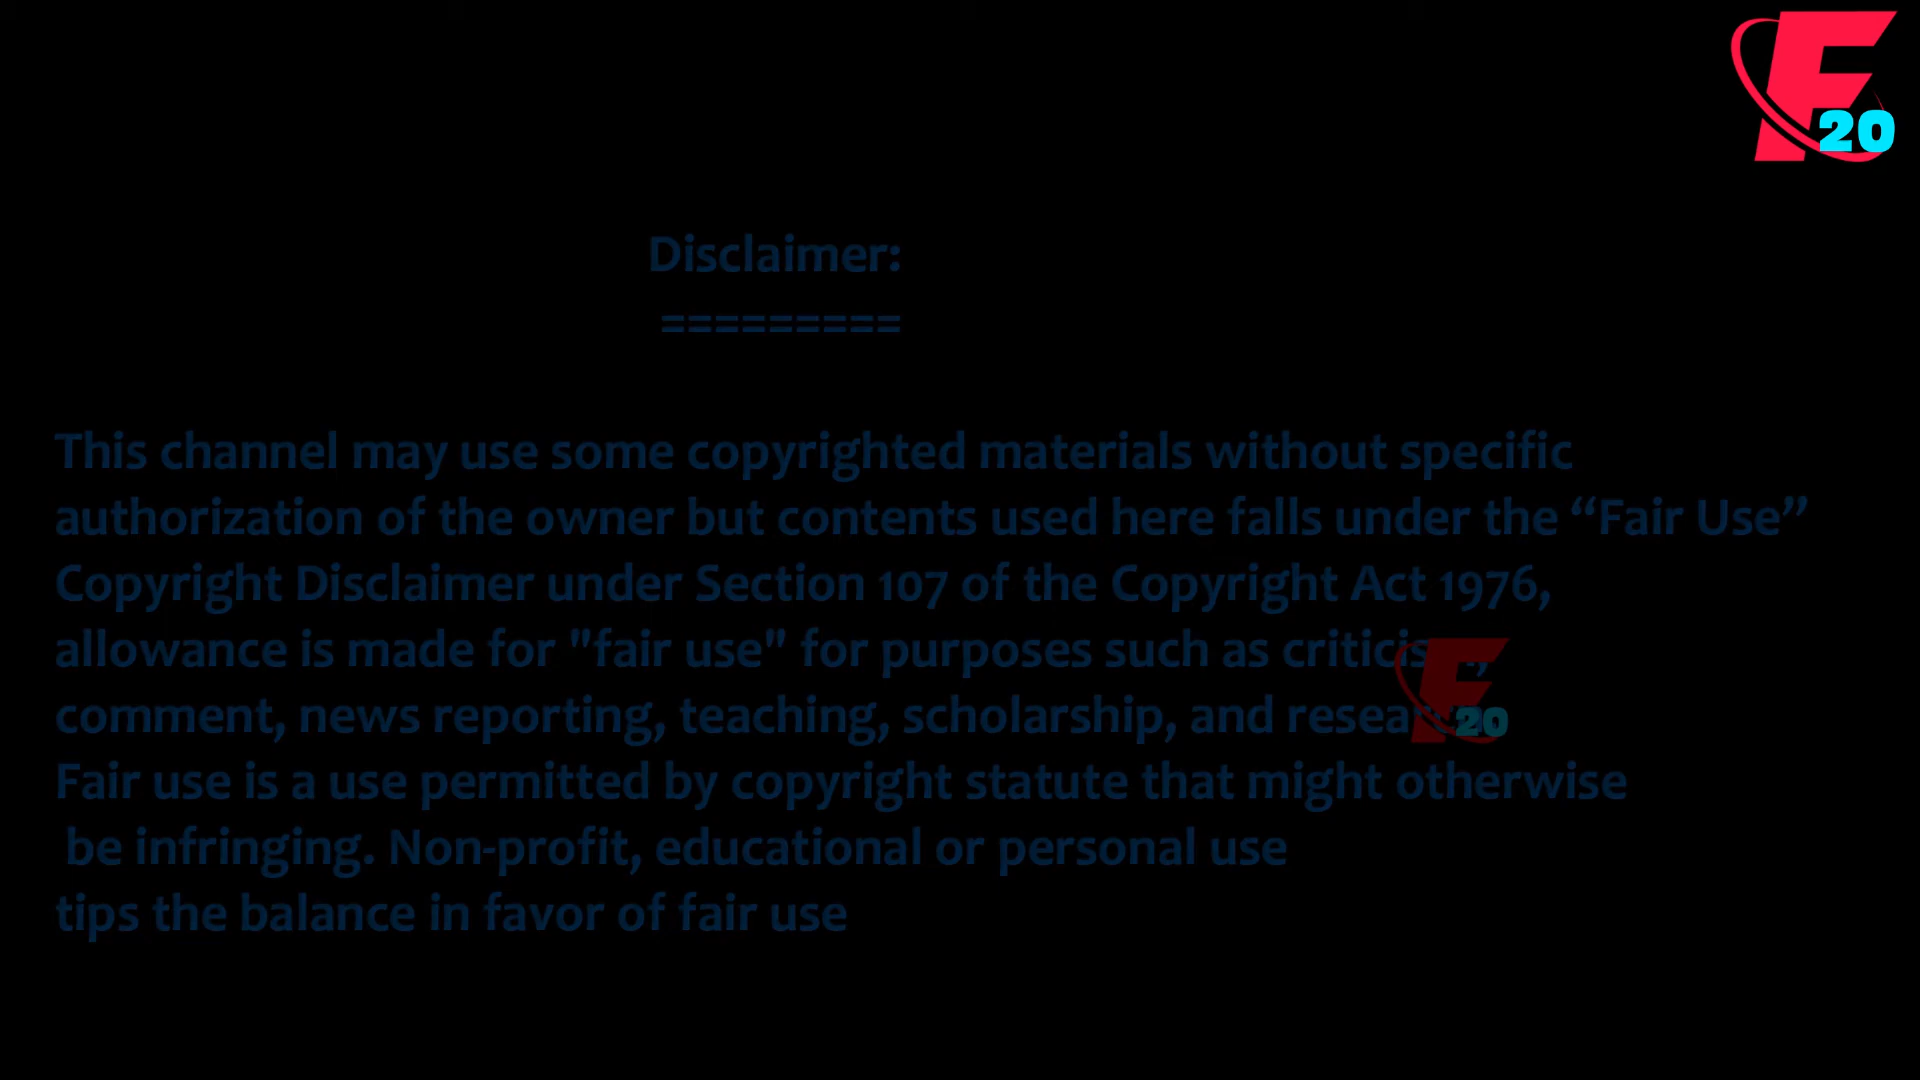 F
20
Disclaimer:
=========
This channel may use some copyrighted materials without specific
authorization of the owner but contents used here falls under the “Fair Use”
Copyright Disclaimer under Section 107 of the Copyright Act 1976,
allowance is made for "fair use" for purposes such as
comment, news reporting, teaching, scholarship, and
F
20
Fair use is a use permitted by copyright statute that might otherwise
be infringing. Non-profit, educational or personal use
tips the balance in favor of fair use